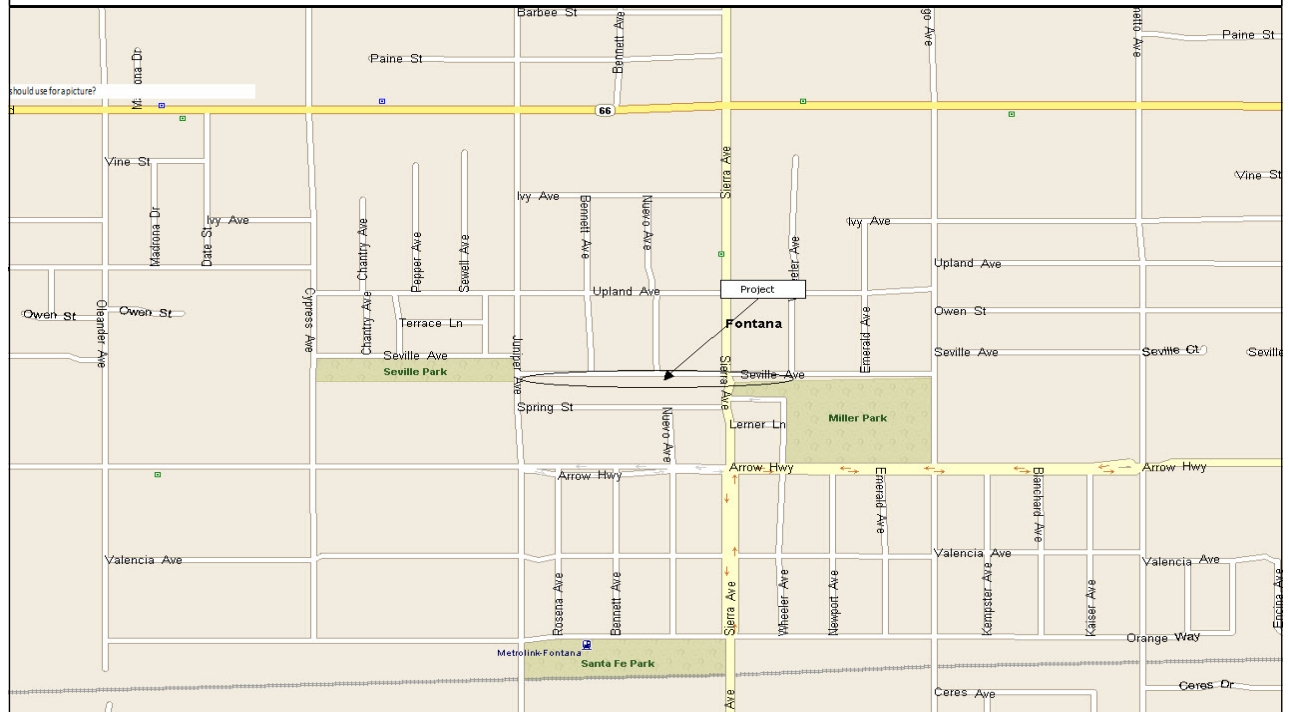 Barbee St
Bennett Ave
go Ave
netto Ave
Paine St
Paine St
ona Dr
should use for a picture?
66
Vine St
Sierra Ave
Vine St
Ivy Ave
Madrona Dr
Date St
Ivy Ave
Chantry Ave
Pepper Ave
Sewell Ave
Bennett Ave
Nuevo Ave
eler Ave
Ivy Ave
Upland Ave
Upland Ave
Project
Owen St
Owen St
Oleander Ave
Cypress Ave
Chantry Ave
Terrace Ln
Juniper Ave
Fontana
Emerald Ave
Owen St
Seville Ave
Seville Park
Sierra Ave
Seville Ave
Seville Ave
Seville Ct
Seville
Spring St
Nuevo Ave
Lerner Ln
Miller Park
Arrow Hwy
Arrow Hwy
Arrow Hwy
Emerald Ave
Blanchard Ave
Valencia Ave
Valencia Ave
Valencia Ave
Rosena Ave
Bennett Ave
Sierra Ave
Wheeler Ave
Newport Ave
Kempster Ave
Kaiser Ave
Encina Ave
Orange Way
Metrolink-Fontana
Santa Fe Park
Ave
Ceres Ave
Ceres Dr